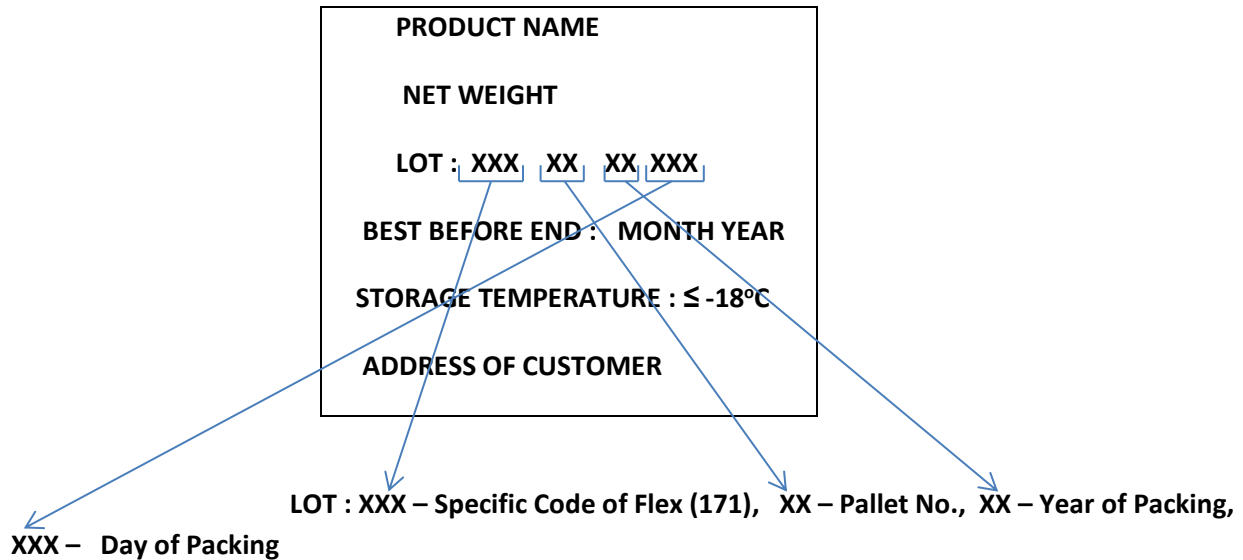 PRODUCT NAME
NET WEIGHT
LOT : XXX XX XX XXX
BEST BEFORE END : MONTH YEAR
STORAGE TEMPERATURE : ≤ -18°C
ADDRESS OF CUSTOMER
LOT : XXX – Specific Code of Flex (171), XX – Pallet No., XX – Year of Packing,
XXX – Day of Packing